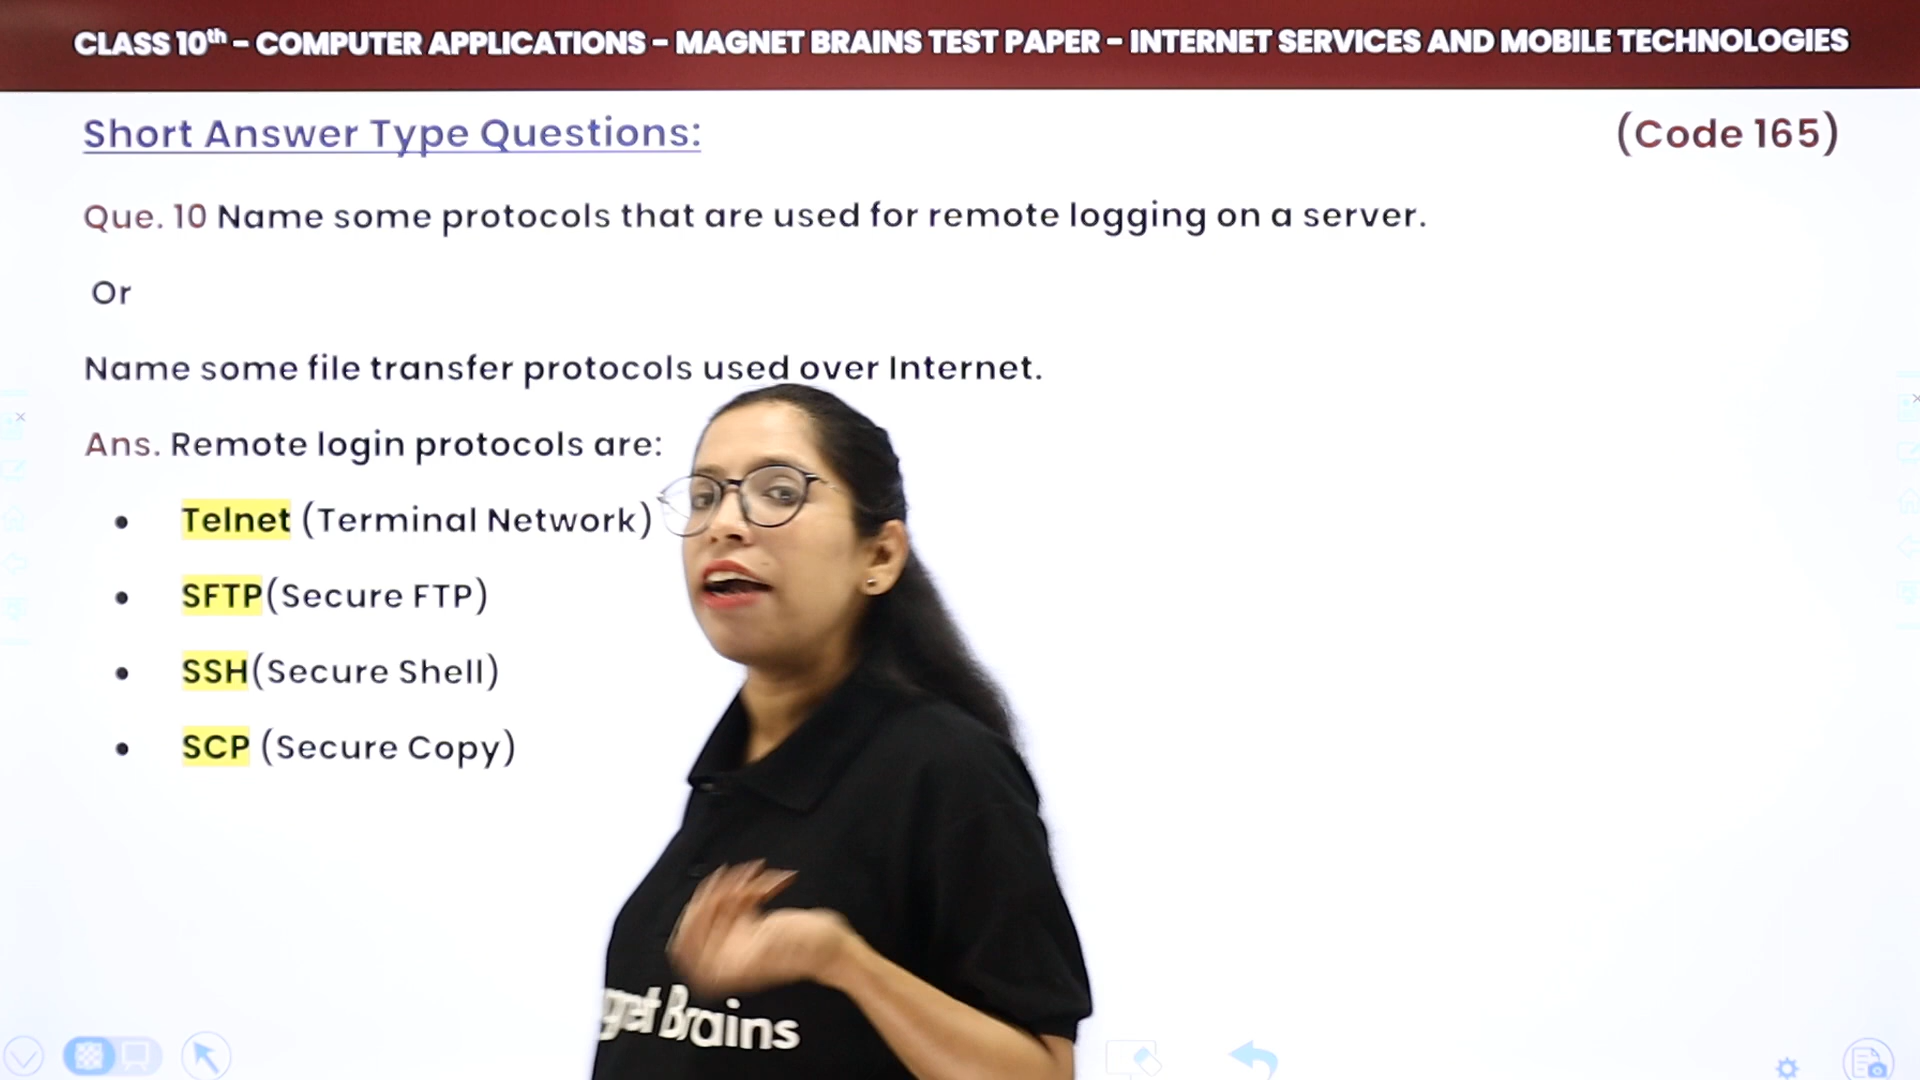 CLASS 10th - COMPUTER APPLICATIONS - MAGNET BRAINS TEST PAPER - INTERNET SERVICES AND MOBILE TECHNOLOGIES
Short Answer Type Questions:
(Code 165)
Que. 10 Name some protocols that are used for remote logging on a server.
Or
Name some file transfer protocols used over Internet.
Ans. Remote login protocols are:
• Telnet (Terminal Network)
• SFTP(Secure FTP)
• SSH(Secure Shell)
• SCP (Secure Copy)
Brains